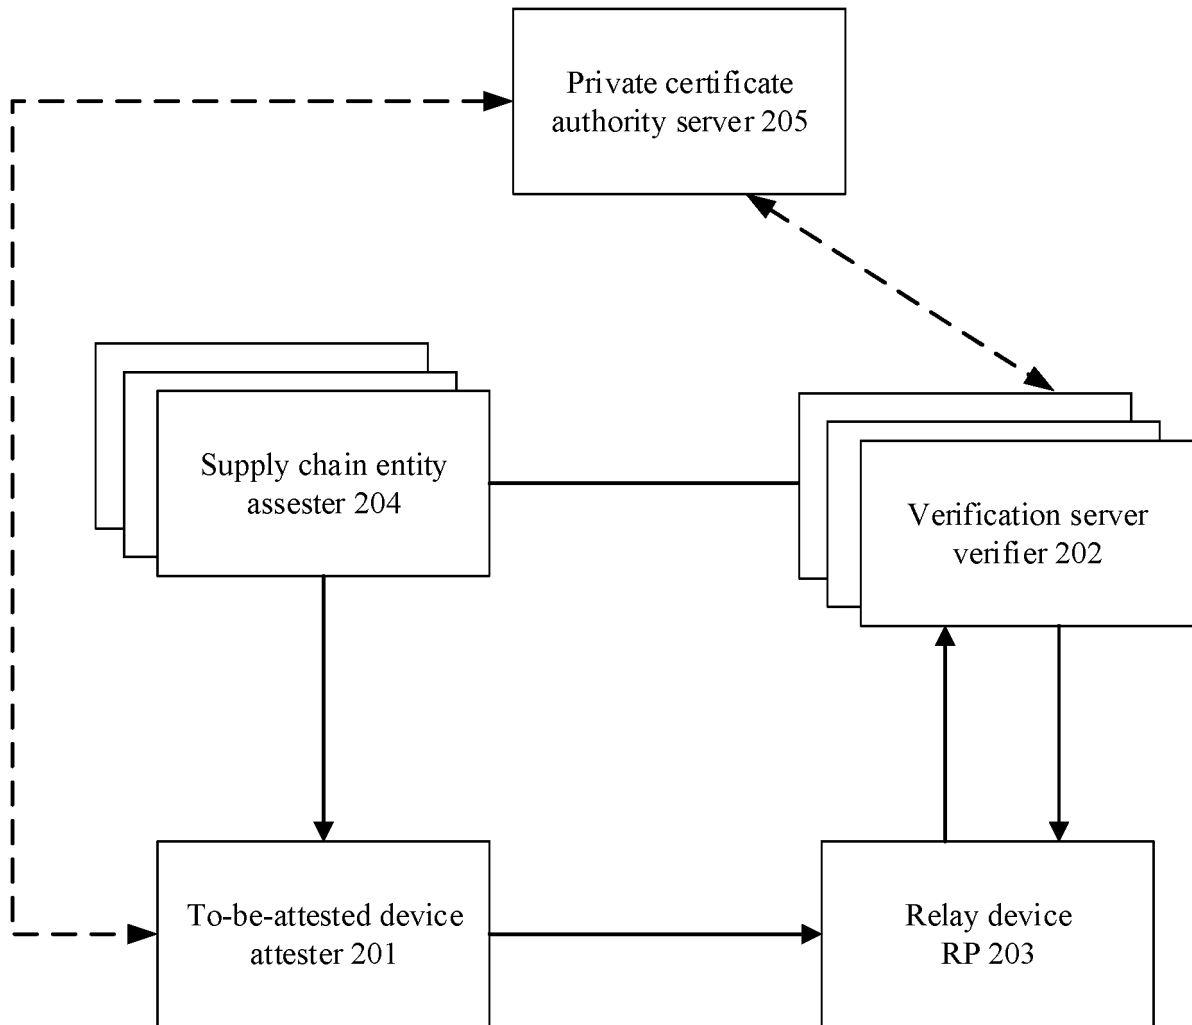 Private certificate
authority server 205
Supply chain entity
assester 204
Verification server
verifier 202
To-be-attested device
attester 201
Relay device
RP 203